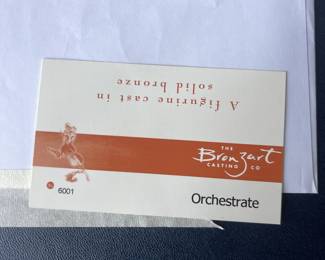 A figurine cast in
solid bronze
THE
Bronzart
CASTING CO
6001
Orchestrate